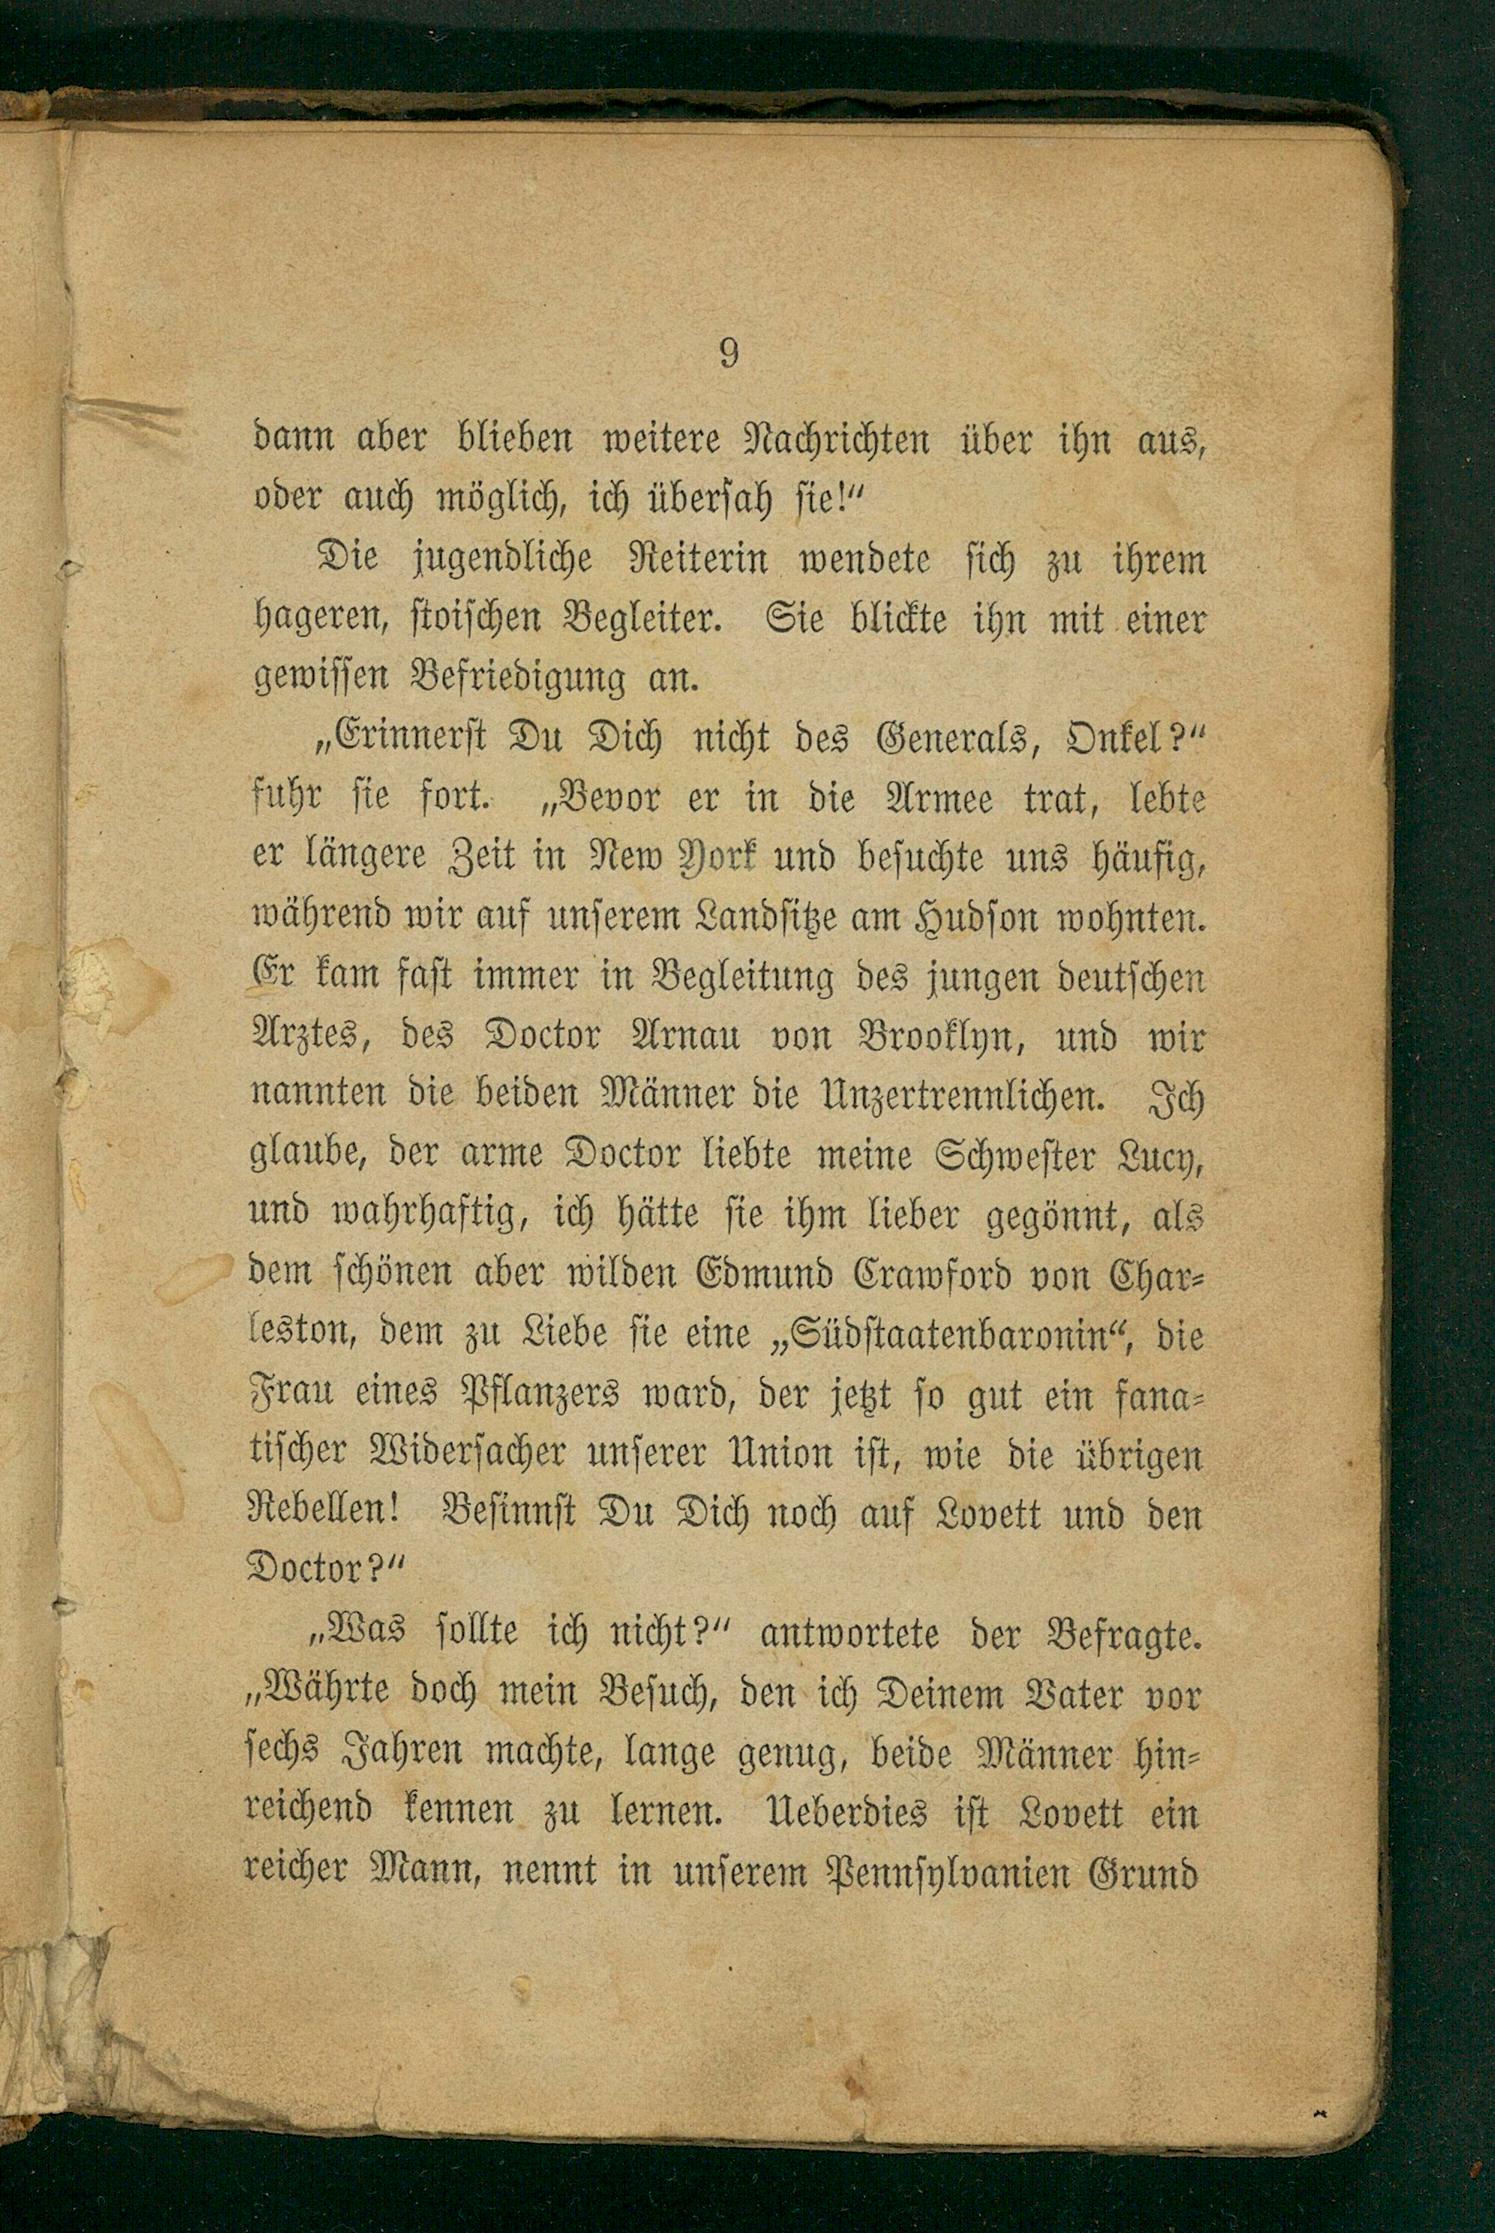 9
dann aber blieben weitere Nachrichten über ihn aus,
oder auch möglich, ich übersah sie!“
Die jugendliche Reiterin wendete sich zu ihrem
hageren, stoischen Begleiter. Sie blickte ihn mit einer
gewissen Befriedigung an.
„Erinnerst Du Dich nicht des Generals, Onkel?“
fuhr sie fort. „Bevor er in die Armee trat, lebte
er längere Zeit in New York und besuchte uns häufig,
während wir auf unserem Landsitze am Hudson wohnten.
Er kam fast immer in Begleitung des jungen deutschen
Arztes, des Doctor Arnau von Brooklyn, und wir
nannten die beiden Männer die Unzertrennlichen. Ich
glaube, der arme Doctor liebte meine Schwester Lucy,
und wahrhaftig, ich hätte sie ihm lieber gegönnt, als
dem schönen aber wilden Edmund Crawford von Char-
leston, dem zu Liebe sie eine „Südstaatenbaronin“, die
Frau eines Pflanzers ward, der jetzt so gut ein fana-
tischer Widersacher unserer Union ist, wie die übrigen
Rebellen! Besinnst Du Dich noch auf Lovett und den
Doctor?“
„Was sollte ich nicht?“ antwortete der Befragte.
„Währte doch mein Besuch, den ich Deinem Vater vor
sechs Jahren machte, lange genug, beide Männer hin-
reichend kennen zu lernen. Ueberdies ist Lovett ein
reicher Mann, nennt in unserem Pennsylvanien Grund